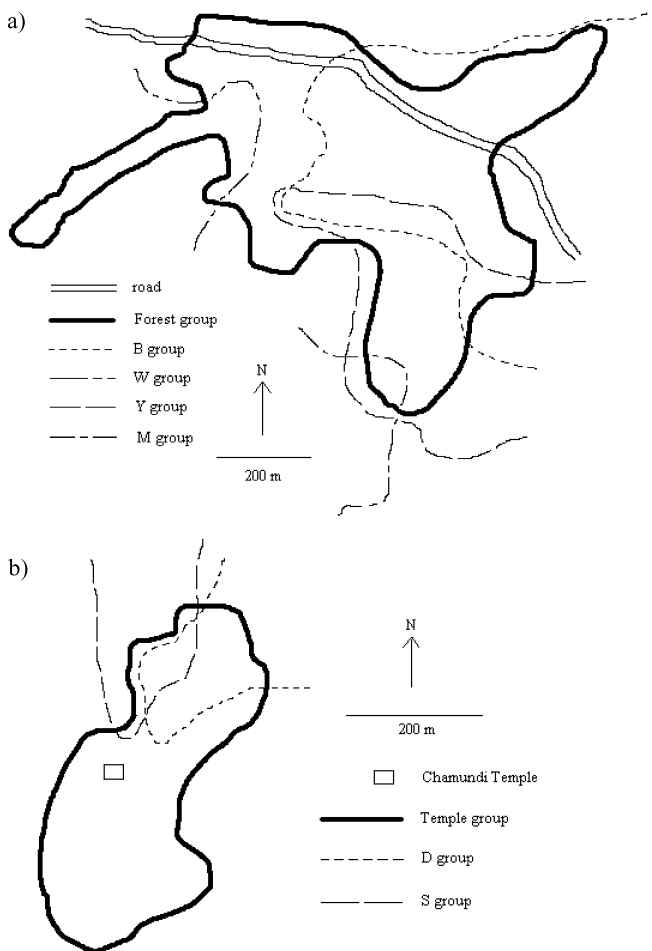 a)
road
Forest group
B group
W group
Y group
M group
N
200 m
b)
N
200 m
Chamundi Temple
Temple group
D group
S group